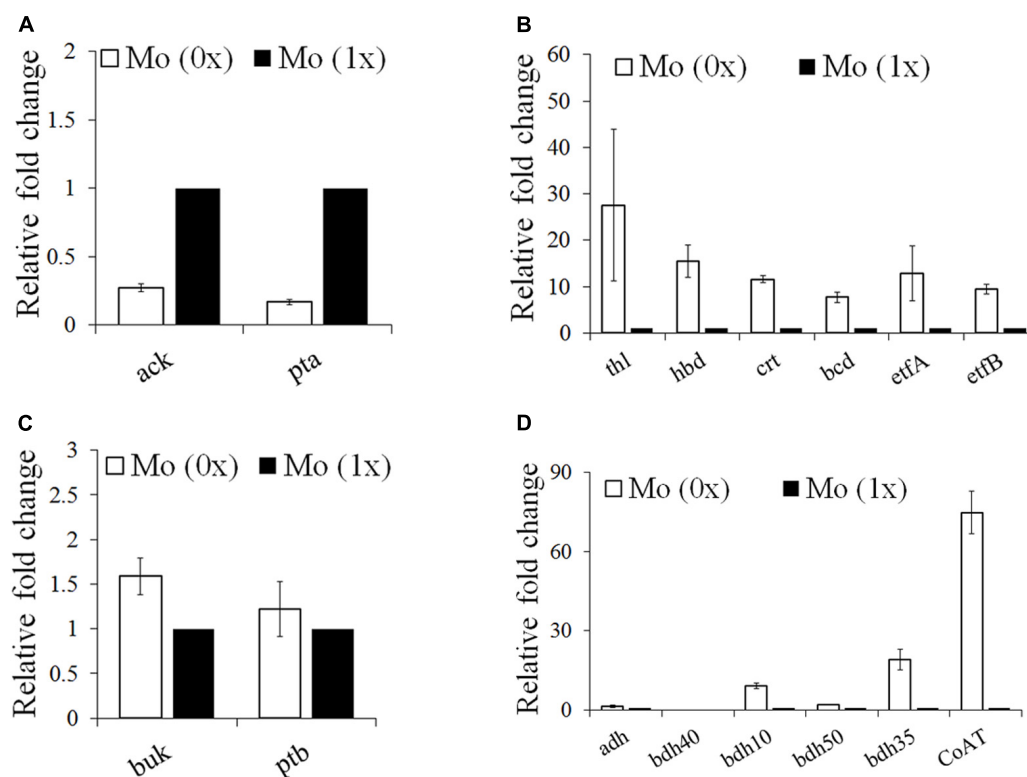 A
Mo (0x) Mo (1x)
Relative fold change
2
1.5
1
0.5
0
ack pta
B
Mo (0x) Mo (1x)
Relative fold change
60
50
40
30
20
10
0
thl hbd crt bcd etfA etfB
C
Mo (0x) Mo (1x)
Relative fold change
3
2.5
2
1.5
1
0.5
0
buk ptb
D
Mo (0x) Mo (1x)
Relative fold change
90
60
30
0
adh bdh40 bdh10 bdh50 bdh35 CoAT